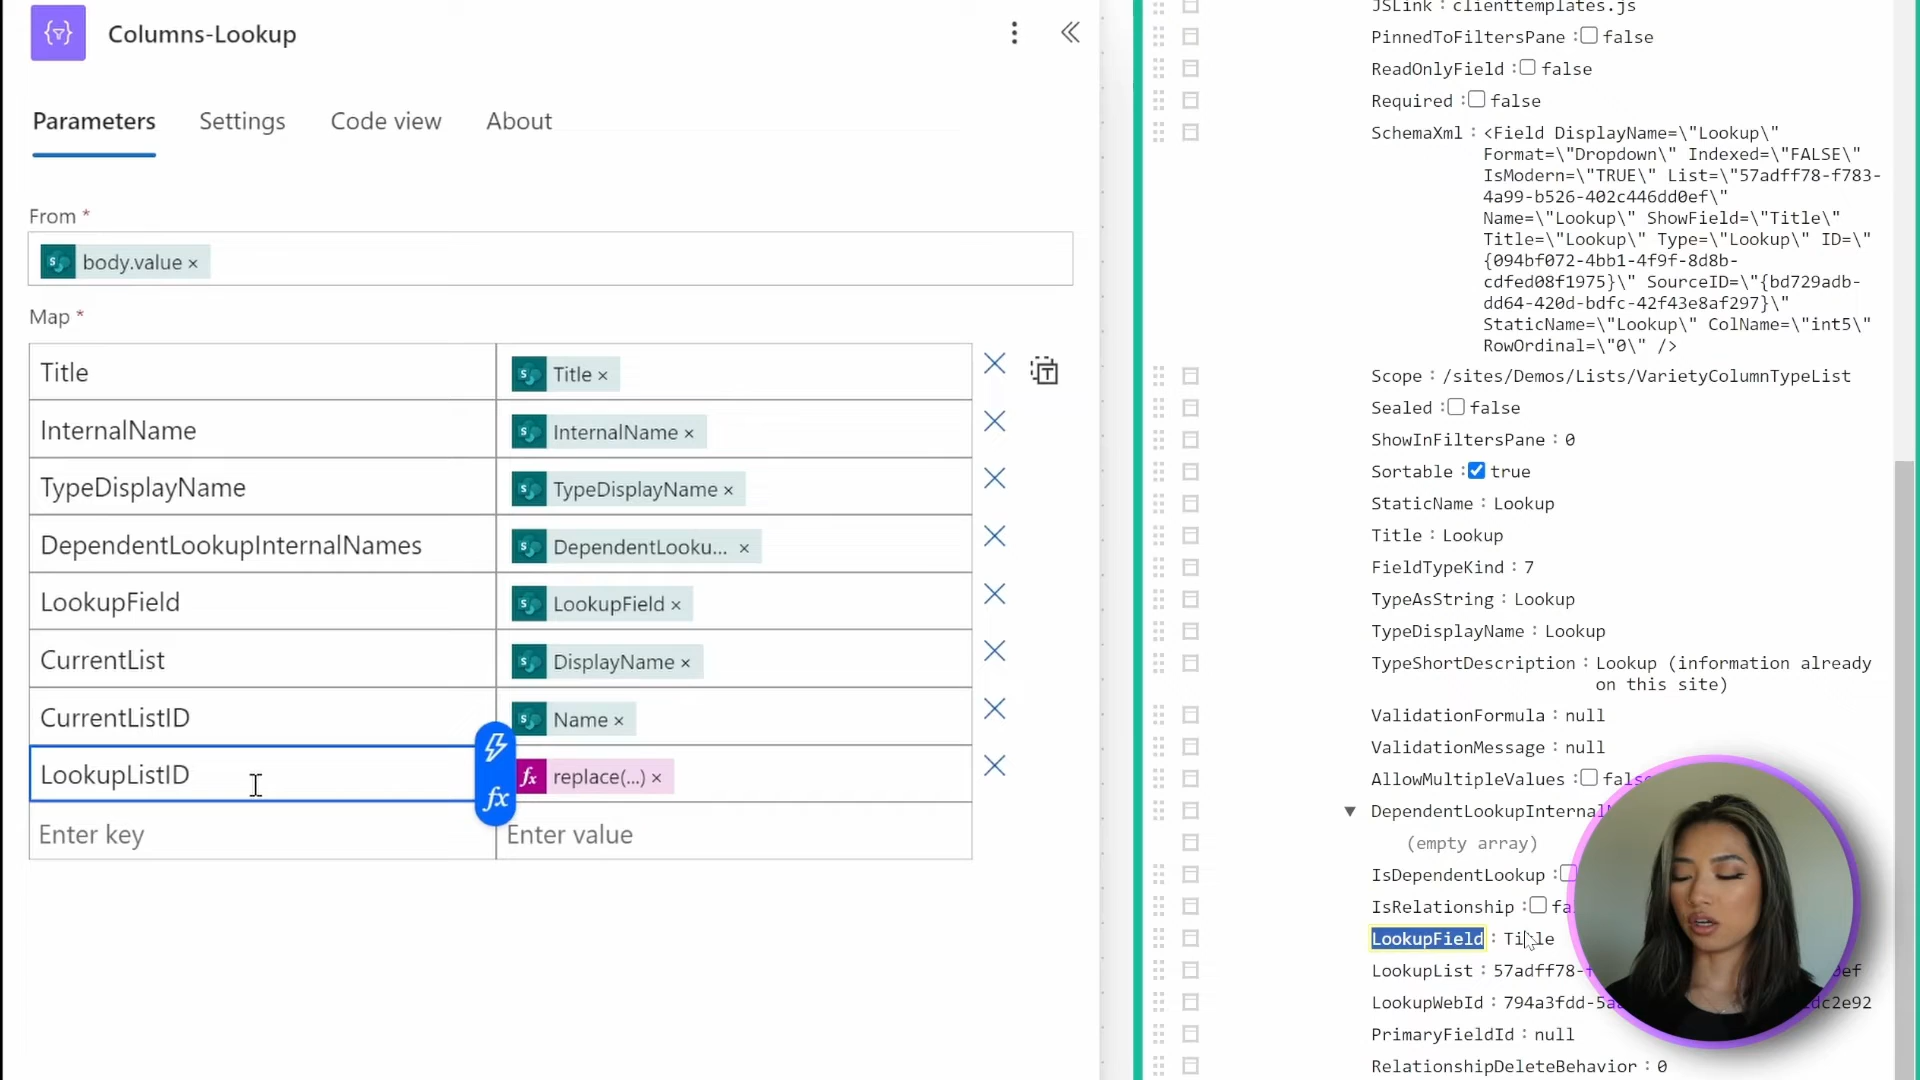 Columns-Lookup
Parameters
Settings
Code view
About
From *
body.value ×
Map *
Title
Title ×
InternalName
InternalName ×
TypeDisplayName
TypeDisplayName ×
DependentLookupInternalNames
DependentLooku... ×
LookupField
LookupField ×
CurrentList
DisplayName ×
CurrentListID
Name ×
LookupListID
fx
replace(...) ×
fx
Enter key
Enter value
JSLink : clienttemplates.js
PinnedToFiltersPane : false
ReadOnlyField : false
Required : false
SchemaXml : <Field DisplayName=\"Lookup\"
Format=\"Dropdown\" Indexed=\"FALSE\"
IsModern=\"TRUE\" List=\"57adff78-f783-
4a99-b526-402c446dd0ef\"
Name=\"Lookup\" ShowField=\"Title\"
Title=\"Lookup\" Type=\"Lookup\" ID=\"
{094bf072-4bb1-4f9f-8d8b-
cdfed08f1975}\" SourceID=\"{bd729adb-
dd64-420d-bdfc-42f43e8af297}\"
StaticName=\"Lookup\" ColName=\"int5\"
RowOrdinal=\"0\" />
Scope : /sites/Demos/Lists/VarietyColumnTypeList
Sealed : false
ShowInFiltersPane : 0
Sortable : true
StaticName : Lookup
Title : Lookup
FieldTypeKind : 7
TypeAsString : Lookup
TypeDisplayName : Lookup
TypeShortDescription : Lookup (information already
on this site)
ValidationFormula : null
ValidationMessage : null
AllowMultipleValues : false
DependentLookupInternal
(empty array)
IsDependentLookup :
IsRelationship : fa
LookupField : Title
LookupList : 57adff78- ef
LookupWebId : 794a3fdd-5a dc2e92
PrimaryFieldId : null
RelationshipDeleteBehavior : 0